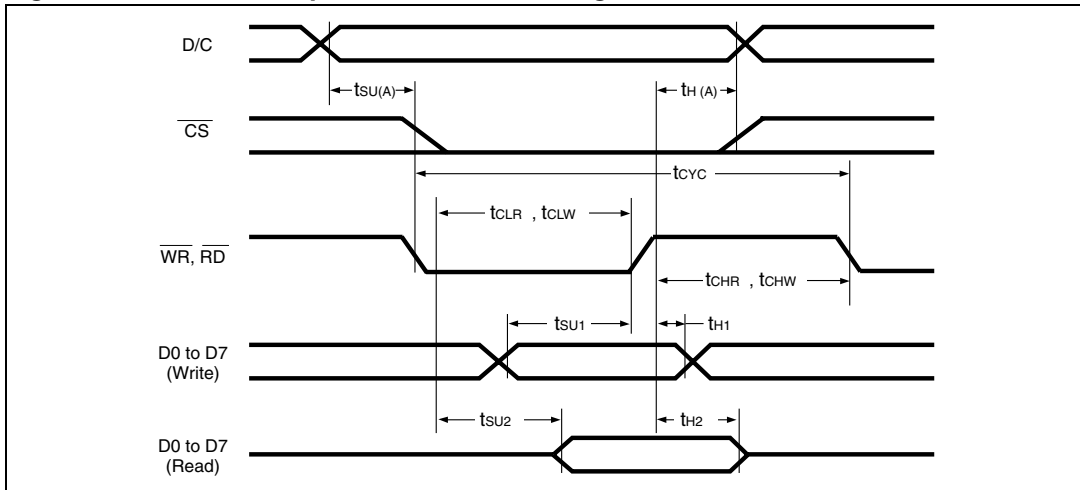 D/C
tSU(A)
tH (A)
CS
tCYC
tCLR , tCLW
WR, RD
tCHR , tCHW
tSU1
tH1
D0 to D7
(Write)
tSU2
tH2
D0 to D7
(Read)